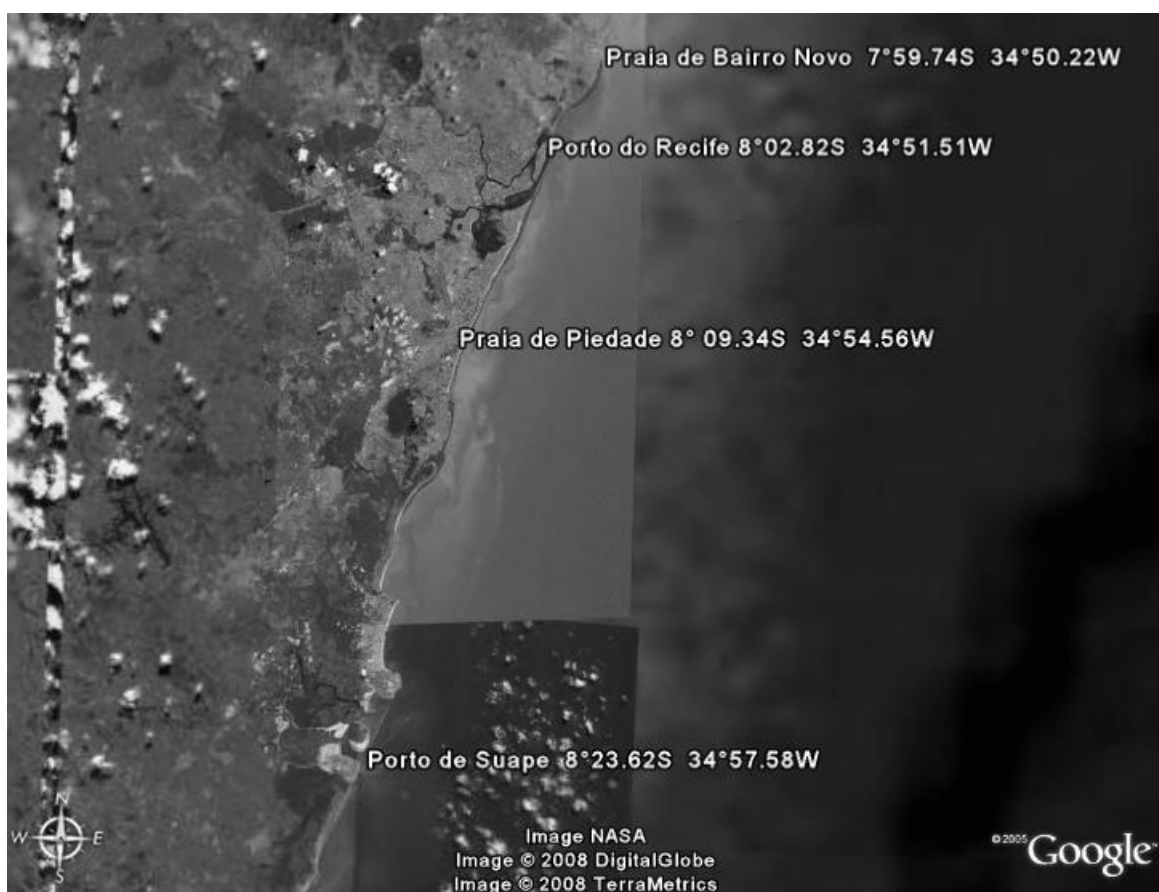 Praia de Bairro Novo 7°59.74S 34°50.22W
Porto do Recife 8°02.82S 34°51.51W
Praia de Piedade 8° 09.34S 34°54.56W
Porto de Suape 8°23.62S 34°57.58W
N
W E
S
Image NASA
Image © 2008 DigitalGlobe
Image © 2008 TerraMetrics
©2005 Google™